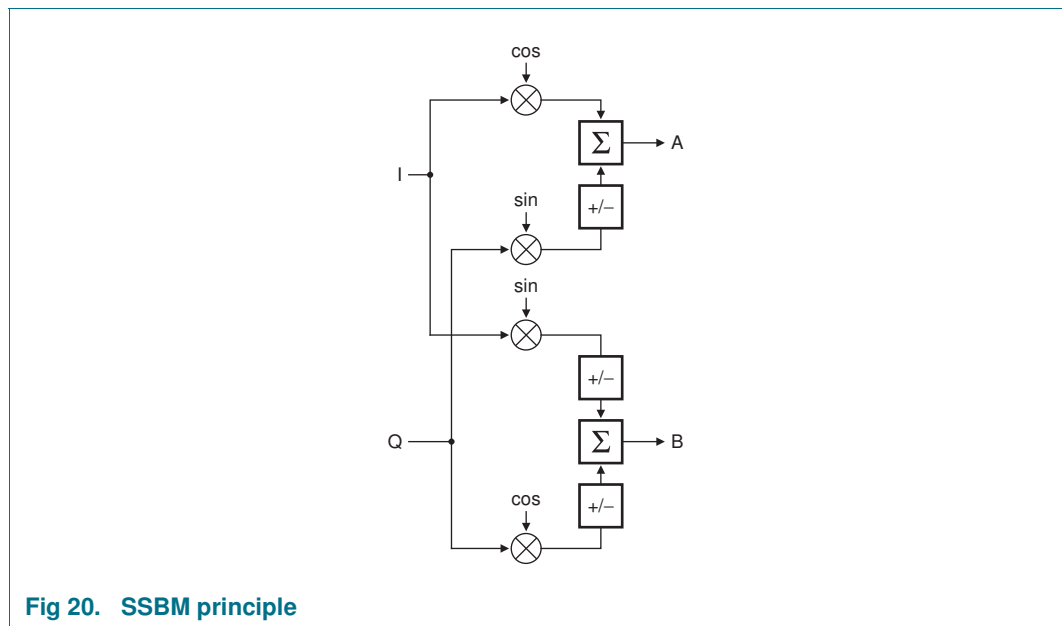 cos
Σ
A
I
+/−
sin
sin
+/−
Q
Σ
B
+/−
cos
Fig 20. SSBM principle